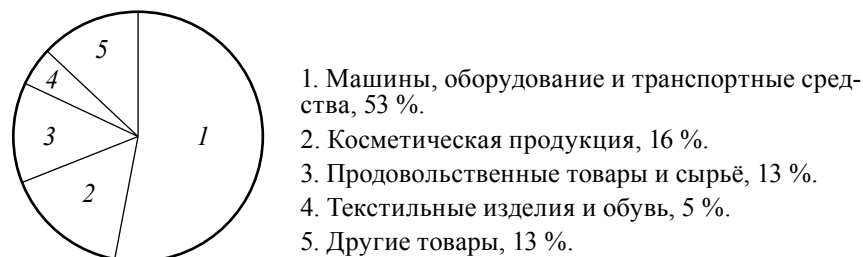 5
4
3
2
1
1. Машины, оборудование и транспортные сред-
ства, 53 %.
2. Косметическая продукция, 16 %.
3. Продовольственные товары и сырьё, 13 %.
4. Текстильные изделия и обувь, 5 %.
5. Другие товары, 13 %.